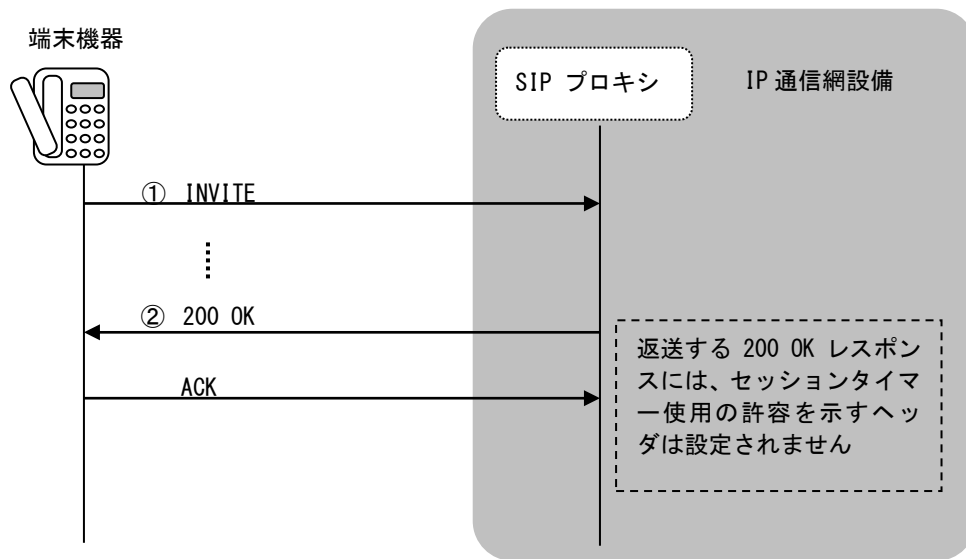 端末機器
SIP プロキシ
IP 通信網設備
① INVITE
② 200 OK
返送する 200 OK レスポン
スには、セッションタイマ
ー使用の許容を示すヘッ
ダは設定されません
ACK